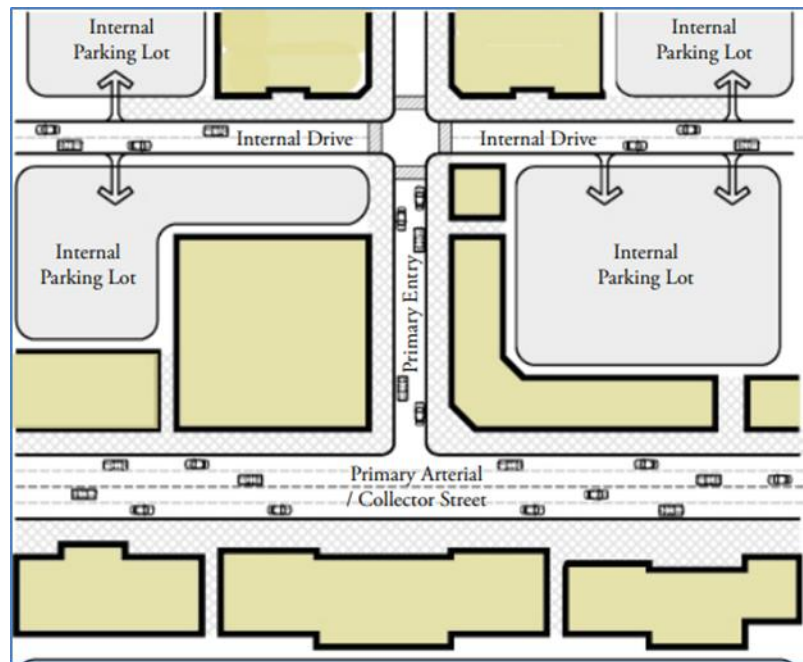 Internal
Parking Lot
Internal
Parking Lot
Internal Drive
Internal Drive
Internal
Parking Lot
Primary Entry
Internal
Parking Lot
Primary Arterial
/ Collector Street